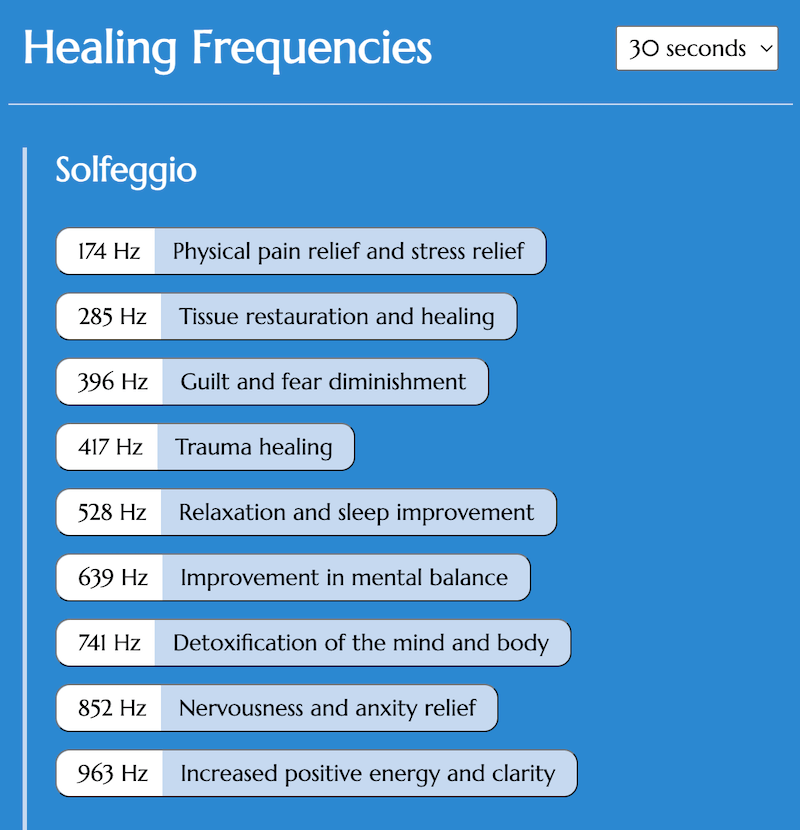 Healing Frequencies
30 seconds
Solfeggio
174 Hz Physical pain relief and stress relief
285 Hz Tissue restauration and healing
396 Hz Guilt and fear diminishment
417 Hz Trauma healing
528 Hz Relaxation and sleep improvement
639 Hz Improvement in mental balance
741 Hz Detoxification of the mind and body
852 Hz Nervousness and anxity relief
963 Hz Increased positive energy and clarity